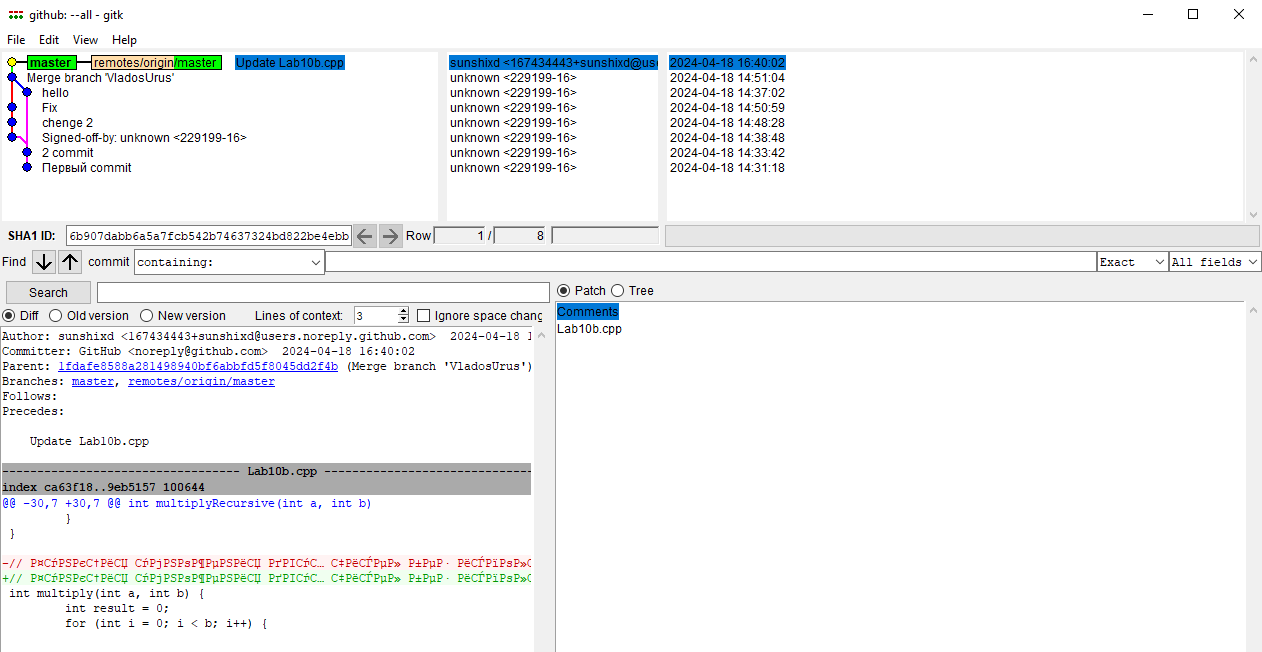 github: --all - gitk
File Edit View Help
master remotes/origin/master Update Lab10b.cpp sunshixd <167434443+sunshixd@use 2024-04-18 16:40:02
Merge branch 'VladosUrus' unknown <229199-16> 2024-04-18 14:51:04
hello unknown <229199-16> 2024-04-18 14:37:02
Fix unknown <229199-16> 2024-04-18 14:50:59
chenge 2 unknown <229199-16> 2024-04-18 14:48:28
Signed-off-by: unknown <229199-16> unknown <229199-16> 2024-04-18 14:38:48
2 commit unknown <229199-16> 2024-04-18 14:33:42
Первый commit unknown <229199-16> 2024-04-18 14:31:18
SHA1 ID: 6b907dabb6a5a7fcb542b74637324bd822be4ebb Row 1 / 8
Find commit containing: Exact All fields
Search Patch Tree
Diff Old version New version Lines of context: 3 Ignore space chang
Comments
Lab10b.cpp
Author: sunshixd <167434443+sunshixd@users.noreply.github.com> 2024-04-18 1
Committer: GitHub <noreply@github.com> 2024-04-18 16:40:02
Parent: 1fdafe8588a281498940bf6abbfd5f8045dd2f4b (Merge branch 'VladosUrus')
Branches: master, remotes/origin/master
Follows:
Precedes:
Update Lab10b.cpp
---------------------------------- Lab10b.cpp ------------------------------
index ca63f18..9eb5157 100644
@@ -30,7 +30,7 @@ int multiplyRecursive(int a, int b)
}
}
-//
+//
int multiply(int a, int b) {
int result = 0;
for (int i = 0; i < b; i++) {